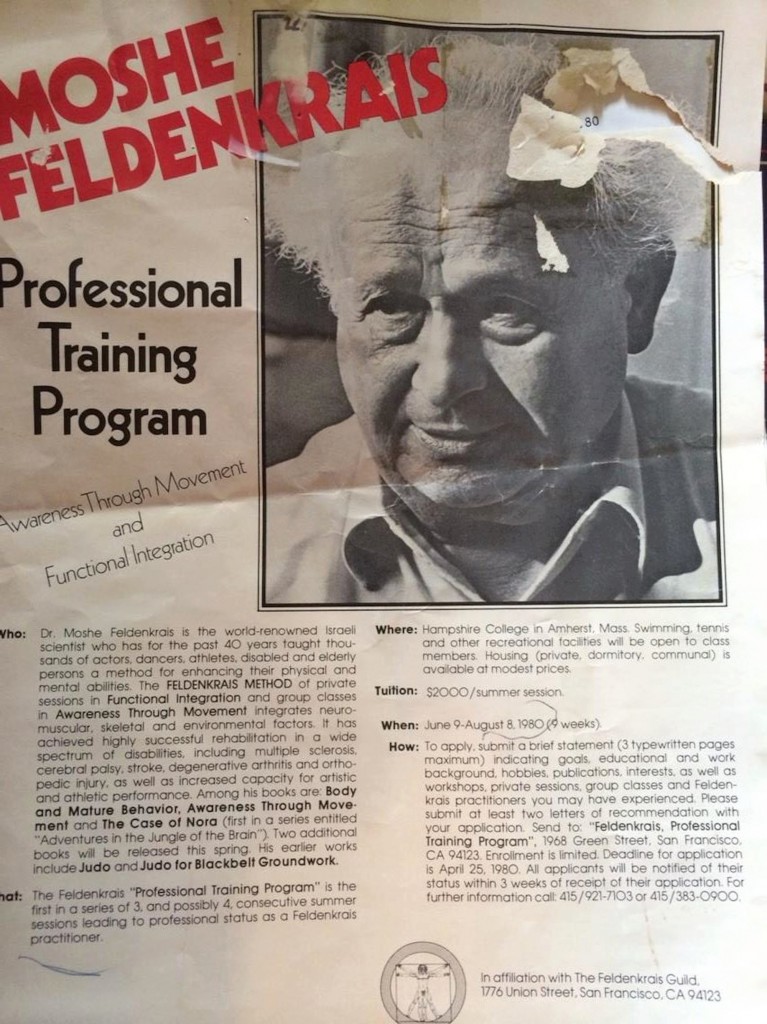 MOSHE
FELDENKRAIS
.80
Professional
Training
Program
Awareness Through Movement
and
Functional Integration
Who: Dr. Moshe Feldenkrais is the world-renowned Israeli
scientist who has for the past 40 years taught thou-
sands of actors, dancers, athletes, disabled and elderly
persons a method for enhancing their physical and
mental abilities. The FELDENKRAIS METHOD of private
sessions in Functional Integration and group classes
in Awareness Through Movement integrates neuro-
muscular, skeletal and environmental factors. It has
achieved highly successful rehabilitation in a wide
spectrum of disabilities, including multiple sclerosis,
cerebral palsy, stroke, degenerative arthritis and ortho-
pedic injury, as well as increased capacity for artistic
and athletic performance. Among his books are: Body
and Mature Behavior, Awareness Through Move-
ment and The Case of Nora (first in a series entitled
"Adventures in the Jungle of the Brain"). Two additional
books will be released this spring. His earlier works
include Judo and Judo for Blackbelt Groundwork.
hat: The Feldenkrais "Professional Training Program" is the
first in a series of 3, and possibly 4, consecutive summer
sessions leading to professional status as a Feldenkrais
practitioner.
Where: Hampshire College in Amherst, Mass. Swimming, tennis
and other recreational facilities will be open to class
members. Housing (private, dormitory, communal) is
available at modest prices.
Tuition: $2000/summer session.
When: June 9-August 8, 1980 (9 weeks).
How: To apply, submit a brief statement (3 typewritten pages
maximum) indicating goals, educational and work
background, hobbies, publications, interests, as well as
workshops, private sessions, group classes and Felden-
krais practitioners you may have experienced. Please
submit at least two letters of recommendation with
your application. Send to: "Feldenkrais, Professional
Training Program", 1968 Green Street, San Francisco,
CA 94123. Enrollment is limited. Deadline for application
is April 25, 1980. All applicants will be notified of their
status within 3 weeks of receipt of their application. For
further information call: 415/921-7103 or 415/383-0900.
In affiliation with The Feldenkrais Guild,
1776 Union Street, San Francisco, CA 94123